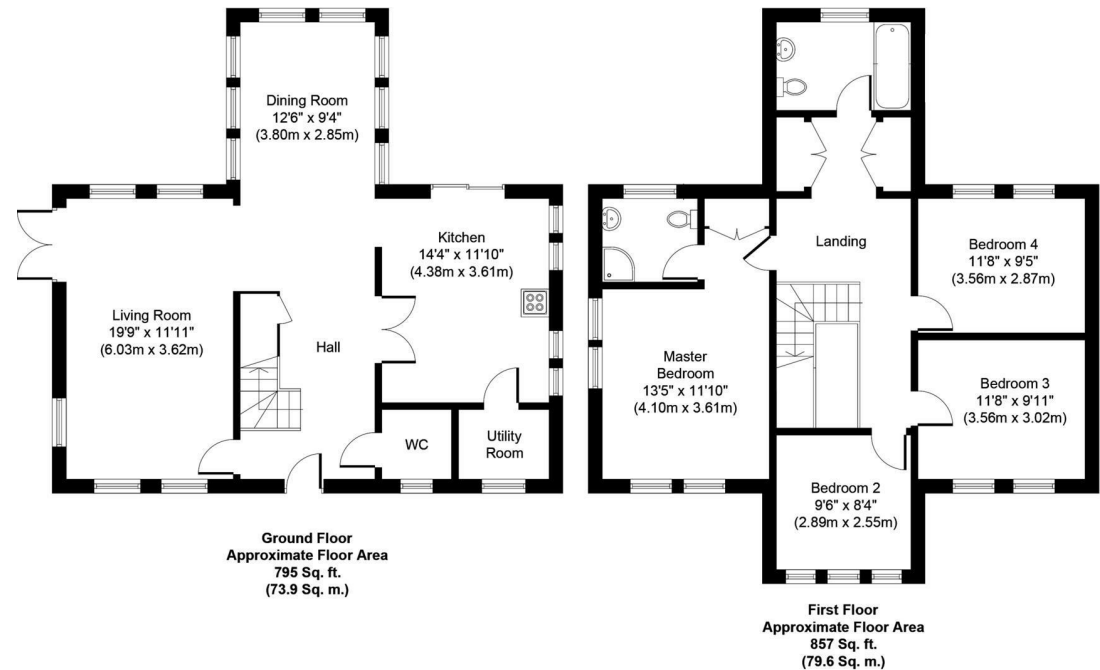 Dining Room
12'6" x 9'4"
(3.80m x 2.85m)
Kitchen
14'4" x 11'10"
(4.38m x 3.61m)
Living Room
19'9" x 11'11"
(6.03m x 3.62m)
Hall
WC
Utility
Room
Ground Floor
Approximate Floor Area
795 Sq. ft.
(73.9 Sq. m.)
Landing
Bedroom 4
11'8" x 9'5"
(3.56m x 2.87m)
Master
Bedroom
13'5" x 11'10"
(4.10m x 3.61m)
Bedroom 3
11'8" x 9'11"
(3.56m x 3.02m)
Bedroom 2
9'6" x 8'4"
(2.89m x 2.55m)
First Floor
Approximate Floor Area
857 Sq. ft.
(79.6 Sq. m.)